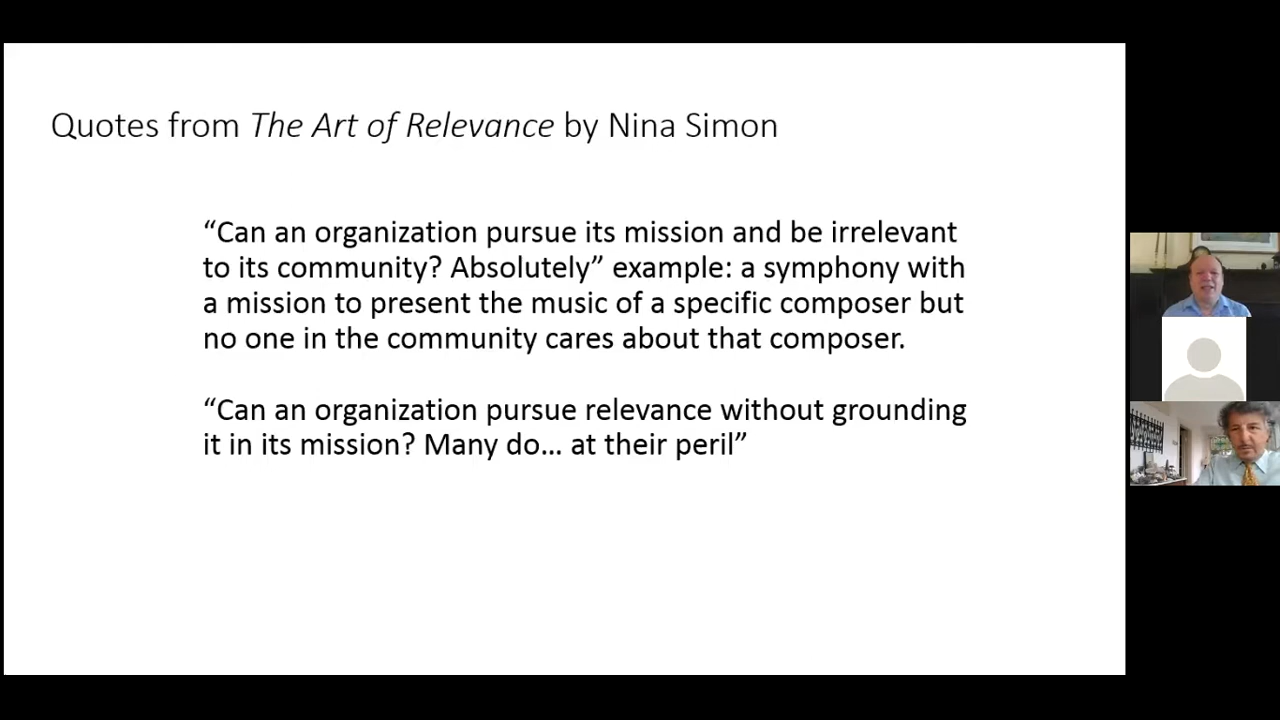 Quotes from The Art of Relevance by Nina Simon
“Can an organization pursue its mission and be irrelevant
to its community? Absolutely” example: a symphony with
a mission to present the music of a specific composer but
no one in the community cares about that composer.
“Can an organization pursue relevance without grounding
it in its mission? Many do… at their peril”